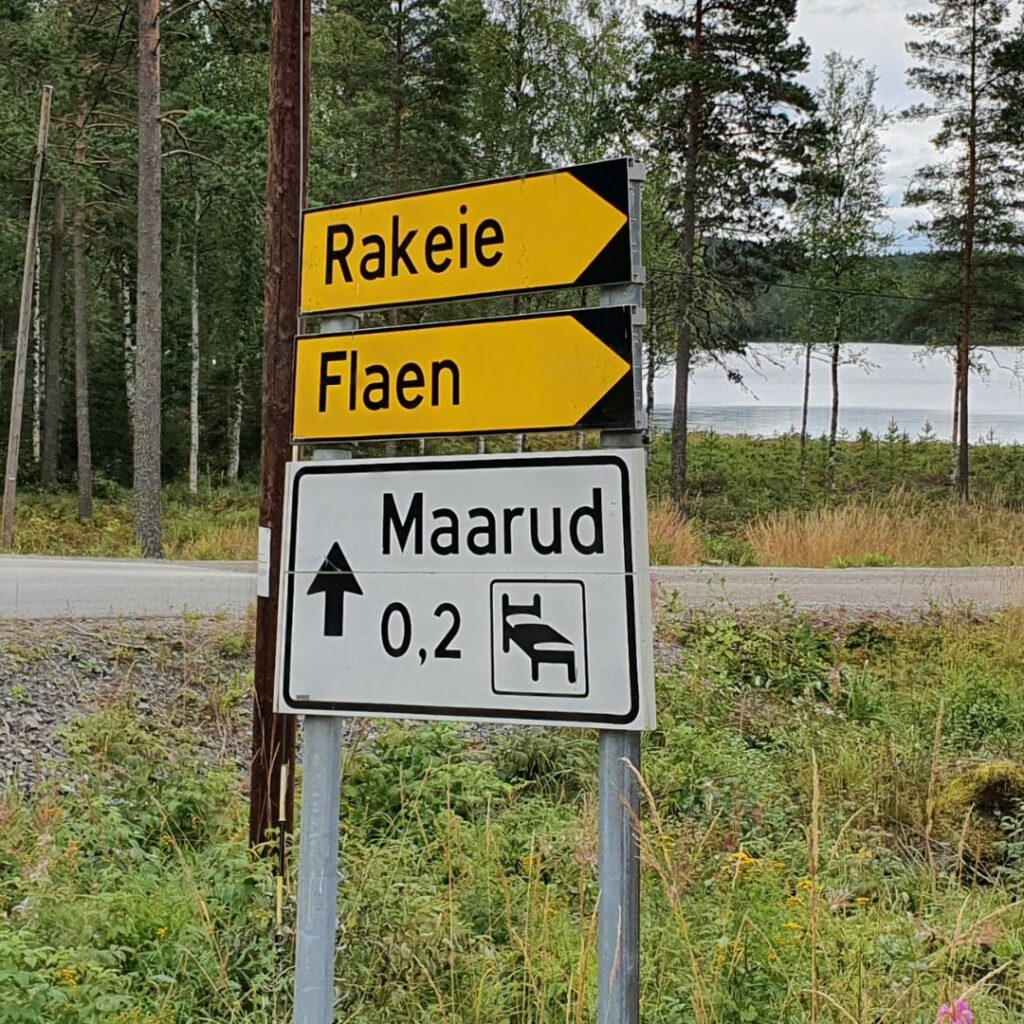 Rakeie
Flaen
Maarud
0,2